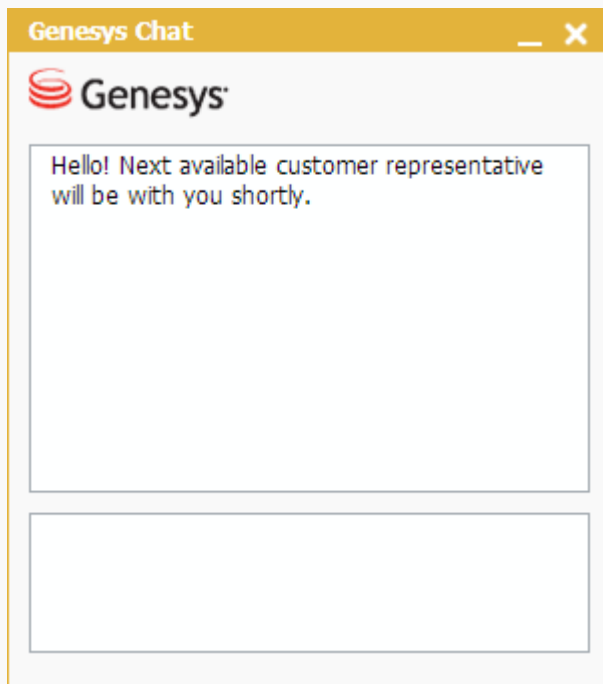 Genesys Chat
Genesys
Hello! Next available customer representative
will be with you shortly.